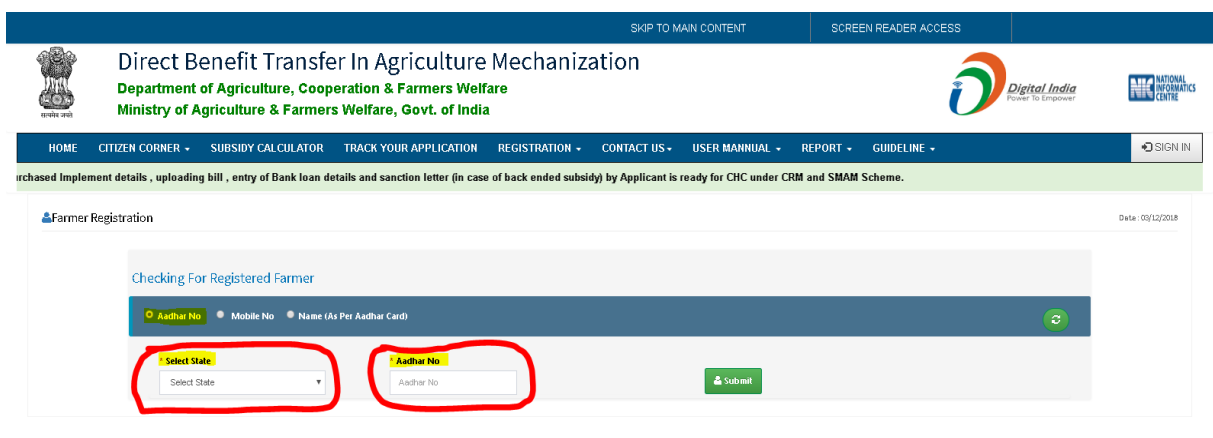 SKIP TO MAIN CONTENT SCREEN READER ACCESS
Direct Benefit Transfer In Agriculture Mechanization
Department of Agriculture, Cooperation & Farmers Welfare
Ministry of Agriculture & Farmers Welfare, Govt. of India
सत्यमेव जयते
Digital India
Power To Empower
NIC NATIONAL INFORMATICS CENTRE
HOME CITIZEN CORNER SUBSIDY CALCULATOR TRACK YOUR APPLICATION REGISTRATION CONTACT US USER MANNUAL REPORT GUIDELINE SIGN IN
urchased Implement details , uploading bill , entry of Bank loan details and sanction letter (in case of back ended subsidy) by Applicant is ready for CHC under CRM and SMAM Scheme.
Farmer Registration Date : 03/12/2018
Checking For Registered Farmer
Aadhar No Mobile No Name (As Per Aadhar Card)
* Select State * Aadhar No
Select State Aadhar No Submit